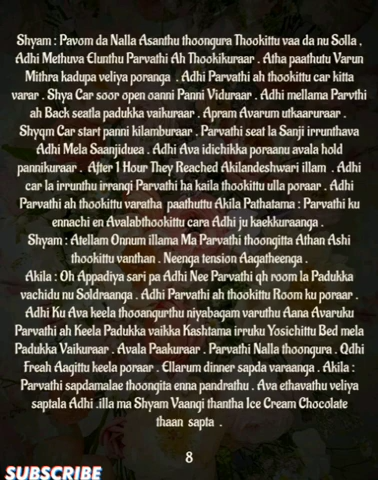 Shyam : Pavom da Nalla Asanthu thoongura Thookittu vaa da nu Solla ,
Adhi Methuva Elunthu Parvathi Ah Thookikuraar . Atha paathutu Varun
Mithra kadupa veliya poranga . Adhi Parvathi ah thookittu car kitta
varar . Shya Car soor open oanni Panni Viduraar . Adhi mellama Parvthi
ah Back seatla padukka vaikuraar . Apram Avarum utkaaruraar .
Shyqm Car start panni kilamburaar . Parvathi seat la Sanji irrunthava
Adhi Mela Saanjiduea . Adhi Ava idichikka poraanu avala hold
pannikuraar . After 1 Hour They Reached Akilandeshwari illam . Adhi
car la irrunthu irrangi Parvathi ha kaila thookittu ulla poraar . Adhi
Parvathi ah thookittu varatha paathuttu Akila Pathatama : Parvathi ku
ennachi en Avalabthookittu cara Adhi ju kaekkuraanga .
Shyam : Atellam Onnum illama Ma Parvathi thoongitta Athan Ashi
thookittu vanthan . Neenga tension Aagatheenga .
Akila : Oh Appadiya sari pa Adhi Nee Parvathi qh room la Padukka
vachidu nu Soldraanga . Adhi Parvathi ah thookittu Room ku poraar .
Adhi Ku Ava keela thooangurthu niyabagam varuthu Aana Avaruku
Parvathi ah Keela Padukka vaikka Kashtama irruku Yosichittu Bed mela
Padukka Vaikuraar . Avala Paakuraar . Parvathi Nalla thoongura . Qdhi
Freah Aagittu keela poraar . Ellarum dinner sapda varaanga . Akila :
Parvathi sapdamalae thoongita enna pandrathu . Ava ethavathu veliya
saptala Adhi .illa ma Shyam Vaangi thantha Ice Cream Chocolate
thaan sapta .
8
SUBSCRIBE